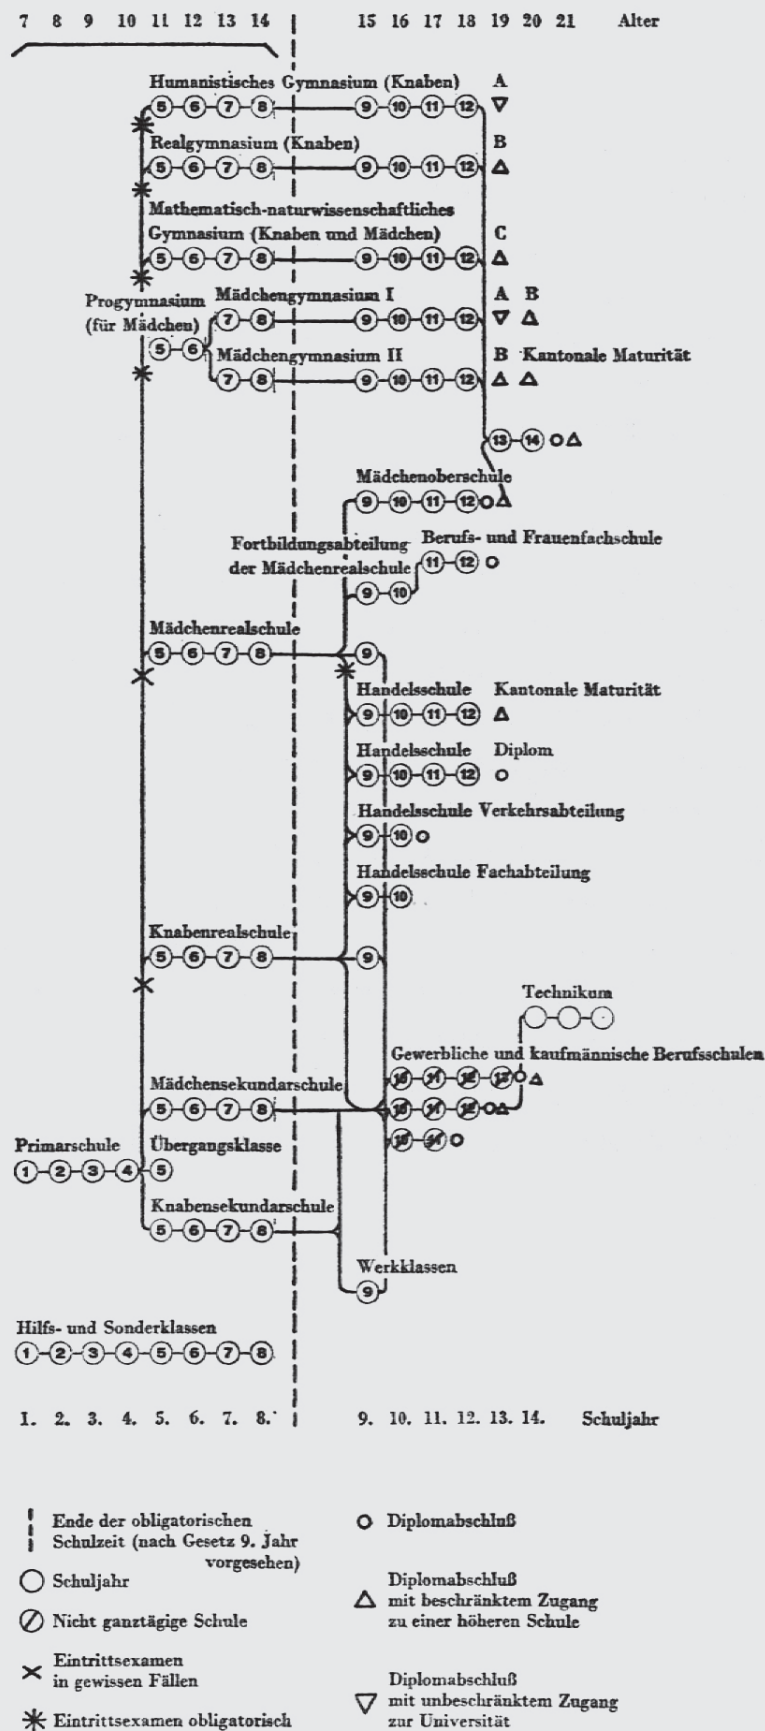 7 8 9 10 11 12 13 14 15 16 17 18 19 20 21 Alter
Humanistisches Gymnasium (Knaben) A
5 6 7 8 9 10 11 12
Realgymnasium (Knaben) B
5 6 7 8 9 10 11 12
Mathematisch-naturwissenschaftliches
Gymnasium (Knaben und Mädchen) C
5 6 7 8 9 10 11 12
Progymnasium
(für Mädchen)
5 6
Mädchengymnasium I A B
7 8 9 10 11 12
Mädchengymnasium II B Kantonale Maturität
7 8 9 10 11 12
13 14
Mädchenoberschule
9 10 11 12
Fortbildungsabteilung
der Mädchenrealschule
9 10
Berufs- und Frauenfachschule
11 12
Mädchenrealschule
5 6 7 8 9
Handelsschule Kantonale Maturität
9 10 11 12
Handelsschule Diplom
9 10 11 12
Handelsschule Verkehrsabteilung
9 10
Handelsschule Fachabteilung
9 10
Knabenrealschule
5 6 7 8 9
Technikum
Gewerbliche und kaufmännische Berufsschulen
10 11 12 13
Mädchensekundarschule
5 6 7 8 10 11 12
10 11
Primarschule Übergangsklasse
1 2 3 4 5
Knabensekundarschule
5 6 7 8
Werkklassen
9
Hilfs- und Sonderklassen
1 2 3 4 5 6 7 8
1. 2. 3. 4. 5. 6. 7. 8. 9. 10. 11. 12. 13. 14. Schuljahr
Ende der obligatorischen
Schulzeit (nach Gesetz 9. Jahr
vorgesehen)
Schuljahr
Nicht ganztägige Schule
Eintrittsexamen
in gewissen Fällen
Eintrittsexamen obligatorisch
Diplomabschluß
Diplomabschluß
mit beschränktem Zugang
zu einer höheren Schule
Diplomabschluß
mit unbeschränktem Zugang
zur Universität